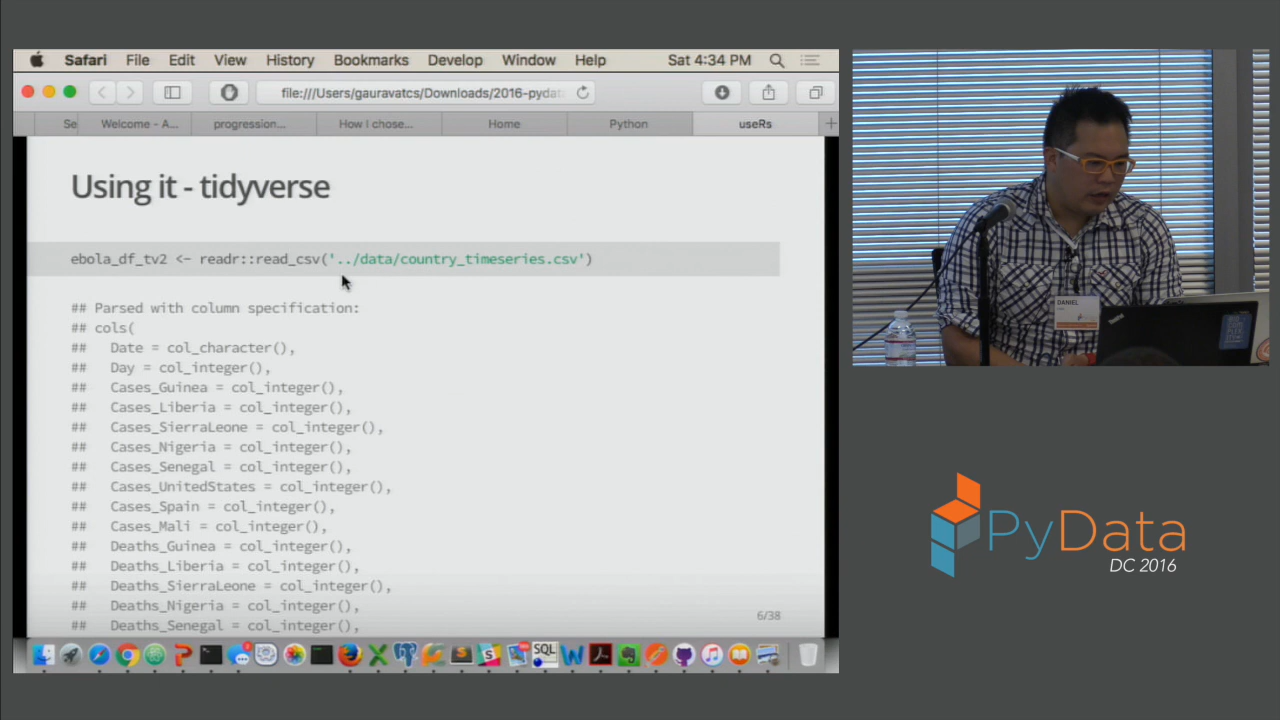 Safari File Edit View History Bookmarks Develop Window Help Sat 4:34 PM
file:///Users/gauravatcs/Downloads/2016-pydat
Se Welcome - A... progression... How I chose... Home Python useRs +
Using it - tidyverse
ebola_df_tv2 <- readr::read_csv('../data/country_timeseries.csv')
## Parsed with column specification:
## cols(
## Date = col_character(),
## Day = col_integer(),
## Cases_Guinea = col_integer(),
## Cases_Liberia = col_integer(),
## Cases_SierraLeone = col_integer(),
## Cases_Nigeria = col_integer(),
## Cases_Senegal = col_integer(),
## Cases_UnitedStates = col_integer(),
## Cases_Spain = col_integer(),
## Cases_Mali = col_integer(),
## Deaths_Guinea = col_integer(),
## Deaths_Liberia = col_integer(),
## Deaths_SierraLeone = col_integer(),
## Deaths_Nigeria = col_integer(),
## Deaths_Senegal = col_integer(),
6/38
SQL
DANIEL
ThinkPad
PyData
DC 2016